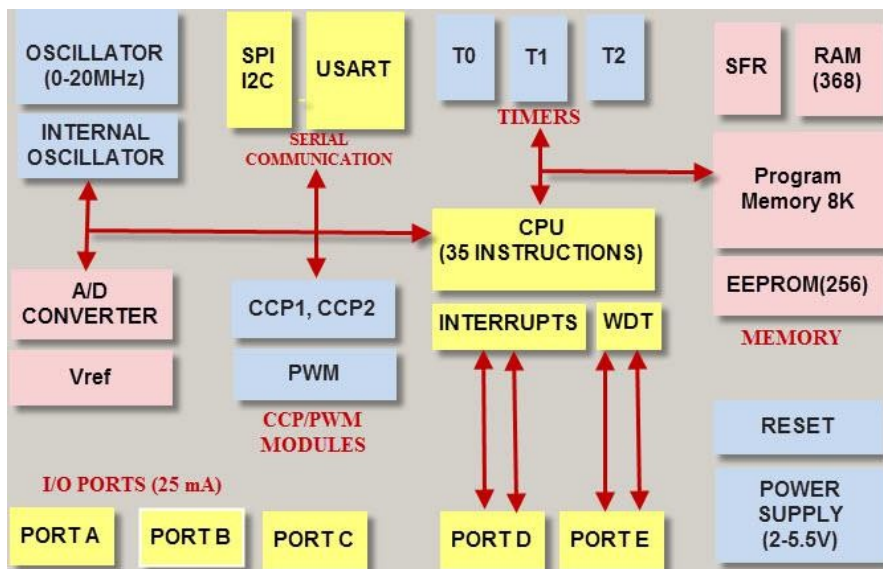 OSCILLATOR
(0-20MHz)
INTERNAL
OSCILLATOR
SPI
I2C
USART
SERIAL
COMMUNICATION
T0
T1
T2
TIMERS
SFR
RAM
(368)
Program
Memory 8K
EEPROM(256)
MEMORY
CPU
(35 INSTRUCTIONS)
A/D
CONVERTER
Vref
CCP1, CCP2
PWM
CCP/PWM
MODULES
INTERRUPTS
WDT
RESET
POWER
SUPPLY
(2-5.5V)
I/O PORTS (25 mA)
PORT A
PORT B
PORT C
PORT D
PORT E